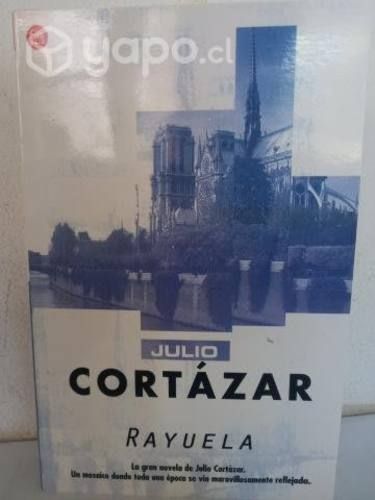 yapo.cl
JULIO
CORTÁZAR
RAYUELA
La gran novela de Julio Cortázar.
Un mosaico donde toda una época se vio maravillosamente reflejada.